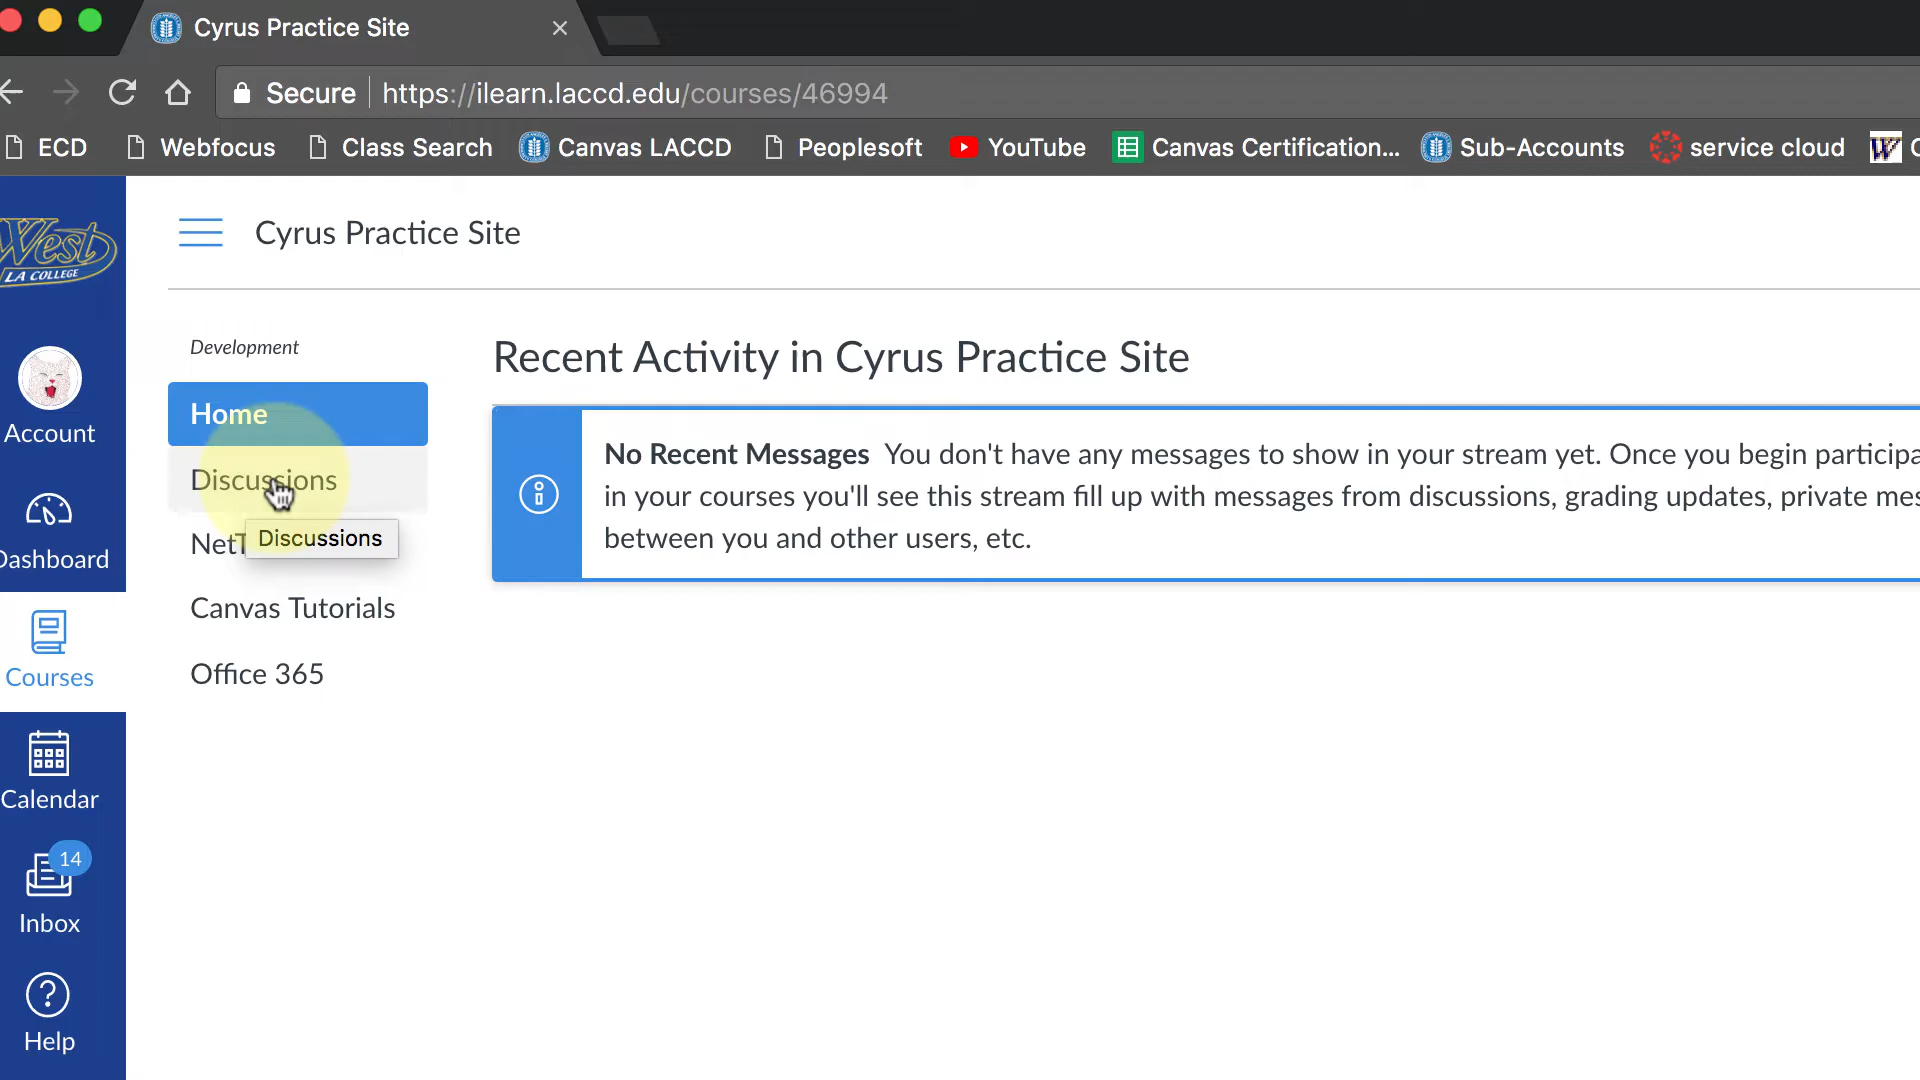 Cyrus Practice Site
Secure https://ilearn.laccd.edu/courses/46994
ECD Webfocus Class Search Canvas LACCD Peoplesoft YouTube Canvas Certification... Sub-Accounts service cloud
West
LA COLLEGE
Cyrus Practice Site
Account
Dashboard
Courses
Calendar
14
Inbox
Help
Development
Home
Discussions
Discussions
NetT
Canvas Tutorials
Office 365
Recent Activity in Cyrus Practice Site
No Recent Messages You don't have any messages to show in your stream yet. Once you begin participa
in your courses you'll see this stream fill up with messages from discussions, grading updates, private mes
between you and other users, etc.